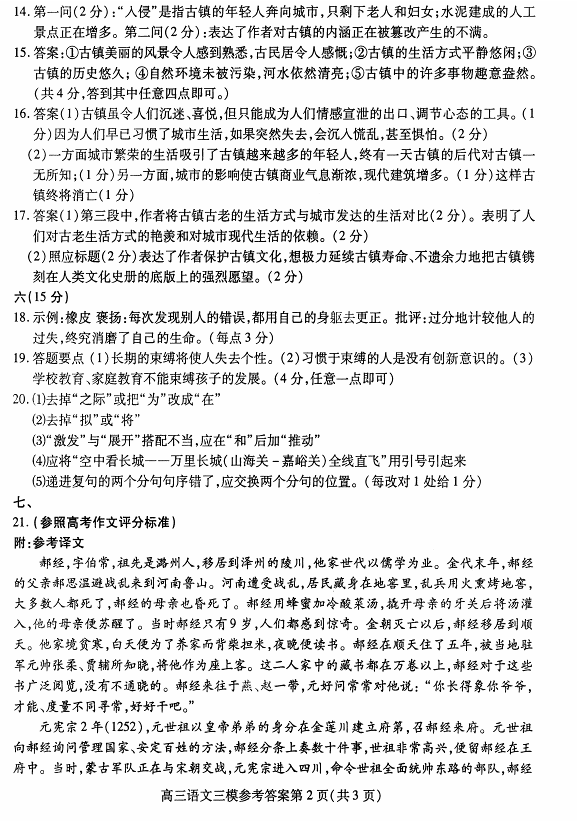 14. 第一问(2分):“入侵”是指古镇的年轻人奔向城市,只剩下老人和妇女;水泥建成的人工
景点正在增多。第二问(2分):表达了作者对古镇的内涵正在被篡改产生的不满。
15. 答案:①古镇美丽的风景令人感到熟悉,古民居令人感慨;②古镇的生活方式平静悠闲;③
古镇的历史悠久; ④自然环境未被污染,河水依然清亮;⑤古镇中的许多事物趣意盎然。
(共4分,答到其中任意四点即可。)
16. 答案(1)古镇虽令人们沉迷、喜悦,但只能成为人们情感宣泄的出口、调节心态的工具。(1
分)因为人们早已习惯了城市生活,如果突然失去,会沉人慌乱,甚至惧怕。(2分)
(2)一方面城市繁荣的生活吸引了古镇越来越多的年轻人,终有一天古镇的后代对古镇一
无所知;(1分)另一方面,城市的影响使古镇商业气息渐浓,现代建筑增多。(1分)这样古
镇终将消亡(1分)
17. 答案(1)第三段中,作者将古镇古老的生活方式与城市发达的生活对比(2分)。表明了人
们对古老生活方式的艳羡和对城市现代生活的依赖。(2分)
(2)照应标题(2分)表达了作者保护古镇文化,想极力延续古镇寿命、不遗余力地把古镇镌
刻在人类文化史册的底版上的强烈愿望。(2分)
六(15分)
18. 示例:橡皮 褒扬:每次发现别人的错误,都用自己的身躯去更正。批评:过分地计较他人的
过失,终究消磨了自己的生命。(每点3分)
19. 答题要点 (1)长期的束缚将使人失去个性。(2)习惯于束缚的人是没有创新意识的。(3)
学校教育、家庭教育不能束缚孩子的发展。(4分,任意一点即可)
20. ⑴去掉“之际”或把“为”改成“在”
⑵去掉“拟”或“将”
⑶“激发”与“展开”搭配不当,应在“和”后加“推动”
⑷应将“空中看长城——万里长城(山海关-嘉峪关)全线直飞”用引号引起来
⑸递进复句的两个分句句序错了,应交换两个分句的位置。(每改对1处给1分)
七、
21. (参照高考作文评分标准)
附:参考译文
郝经,字伯常,祖先是潞州人,移居到泽州的陵川,他家世代以儒学为业。金代末年,郝经
的父亲郝思温避战乱来到河南鲁山。河南遭受战乱,居民藏身在地窖里,乱兵用火熏烤地窖,
大多数人都死了,郝经的母亲也昏死了。郝经用蜂蜜加冷酸菜汤,撬开母亲的牙关后将汤灌
入,他的母亲便苏醒了。当时郝经只有9岁,人们都感到惊奇。金朝灭亡以后,郝经移居到顺
天。他家境贫寒,白天便为了养家而背柴担米,夜晚便读书。郝经在顺天住了五年,被当地驻
军元帅张柔、贾辅所知晓,将他作为座上客。这二人家中的藏书都在万卷以上,郝经对于这些
书广泛阅览,没有不通晓的。郝经来往于燕、赵一带,元好问常常对他说:“你长得象你爷爷,
才能、度量不同寻常,好好干吧。”
元宪宗2年(1252),元世祖以皇帝弟弟的身分在金莲川建立府第,召郝经来府。元世祖
向郝经询问管理国家、安定百姓的方法,郝经分条上奏数十件事,世祖非常高兴,便留郝经在王
府中。当时,蒙古军队正在与宋朝交战,元宪宗进入四川,命令世祖全面统帅东路的部队,郝经
高三语文三模参考答案第2页(共3页)